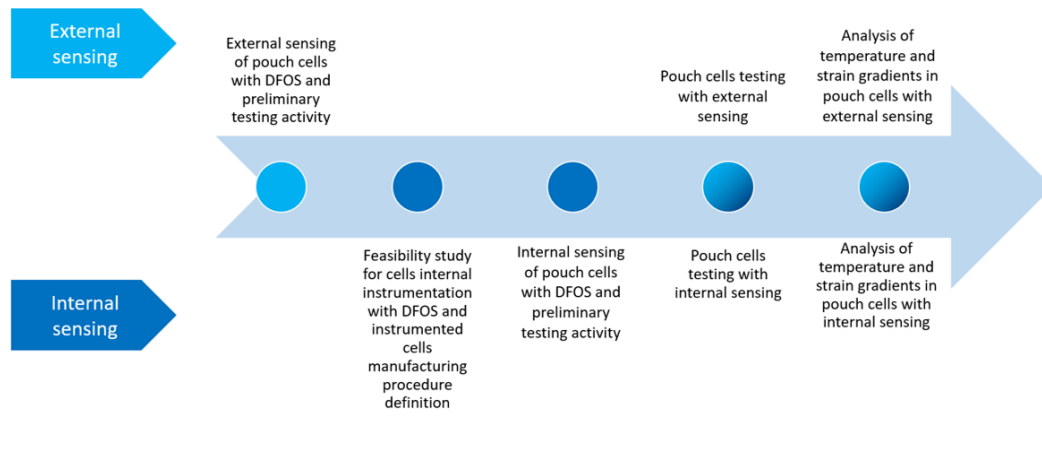 External
sensing
External sensing
of pouch cells
with DFOS and
preliminary
testing activity
Pouch cells testing
with external
sensing
Analysis of
temperature and
strain gradients in
pouch cells with
external sensing
Internal
sensing
Feasibility study
for cells internal
instrumentation
with DFOS and
instrumented
cells
manufacturing
procedure
definition
Internal sensing
of pouch cells
with DFOS and
preliminary
testing activity
Pouch cells
testing with
internal sensing
Analysis of
temperature and
strain gradients in
pouch cells with
internal sensing